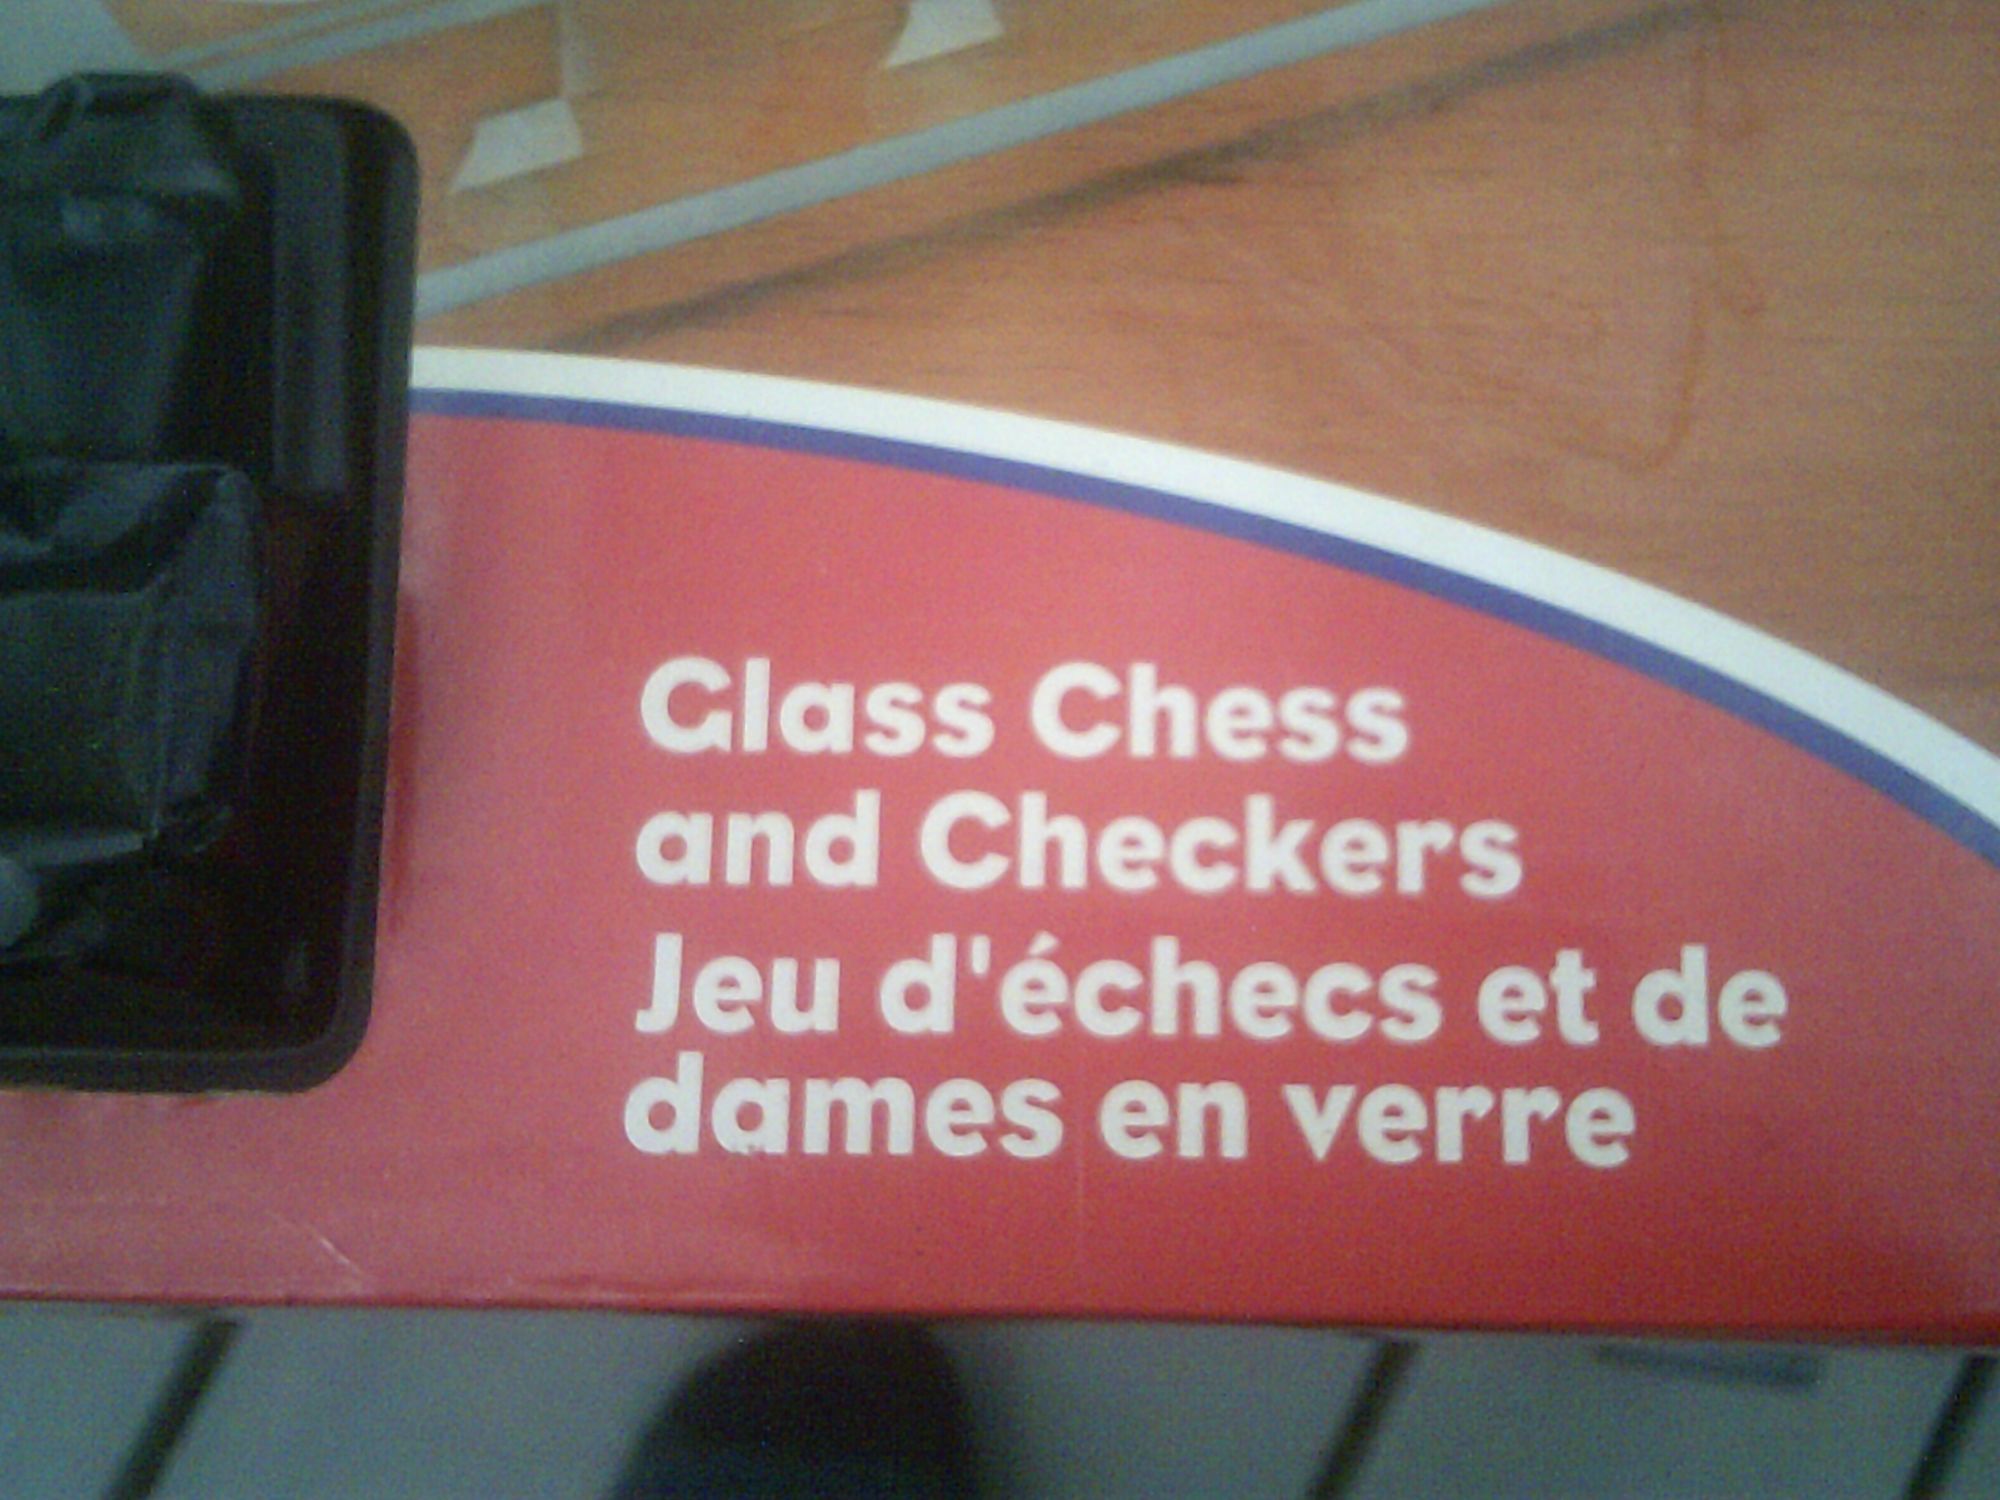 Glass Chess
and Checkers
Jeu d'échecs et de
dames en verre